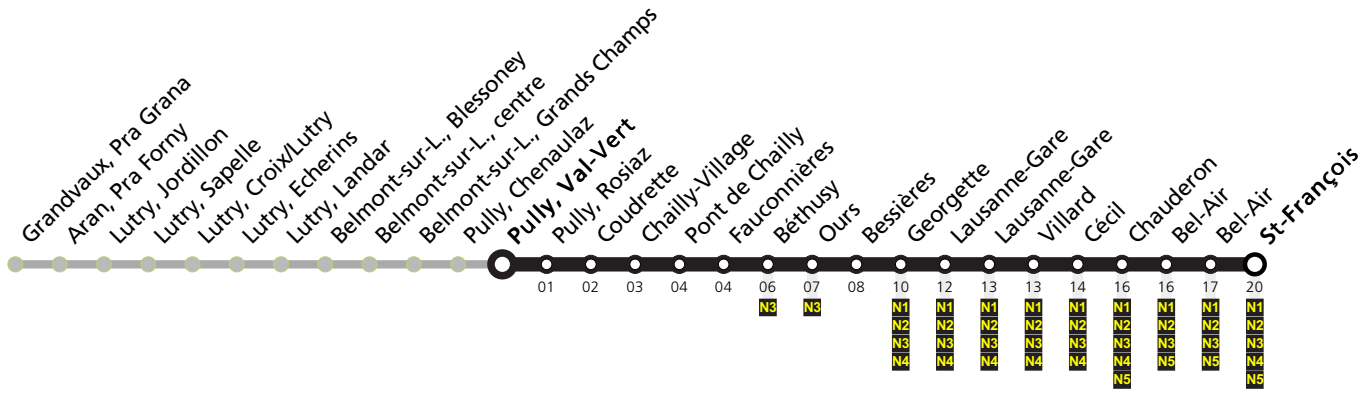 Grandvaux, Pra Grana
Aran, Pra Forny
Lutry, Jordillon
Lutry, Sapelle
Lutry, Croix/Lutry
Lutry, Echerins
Lutry, Landar
Belmont-sur-L., Blessoney
Belmont-sur-L., centre
Belmont-sur-L., Grands Champs
Pully, Chenaulaz
Pully, Val-Vert
Pully, Rosiaz
Coudrette
Chailly-Village
Pont de Chailly
Fauconnières
Béthusy
Ours
Bessières
Georgette
Lausanne-Gare
Lausanne-Gare
Villard
Cécil
Chauderon
Bel-Air
Bel-Air
St-François
01 02 03 04 04 06 07 08 10 12 13 13 14 16 16 17 20
N3 N3 N1 N1 N1 N1 N1 N1 N1 N1 N1
N2 N2 N2 N2 N2 N2 N2 N2 N2
N3 N3 N3 N3 N3 N3 N3 N3 N3
N4 N4 N4 N4 N4 N4 N5 N5 N4
N5 N5